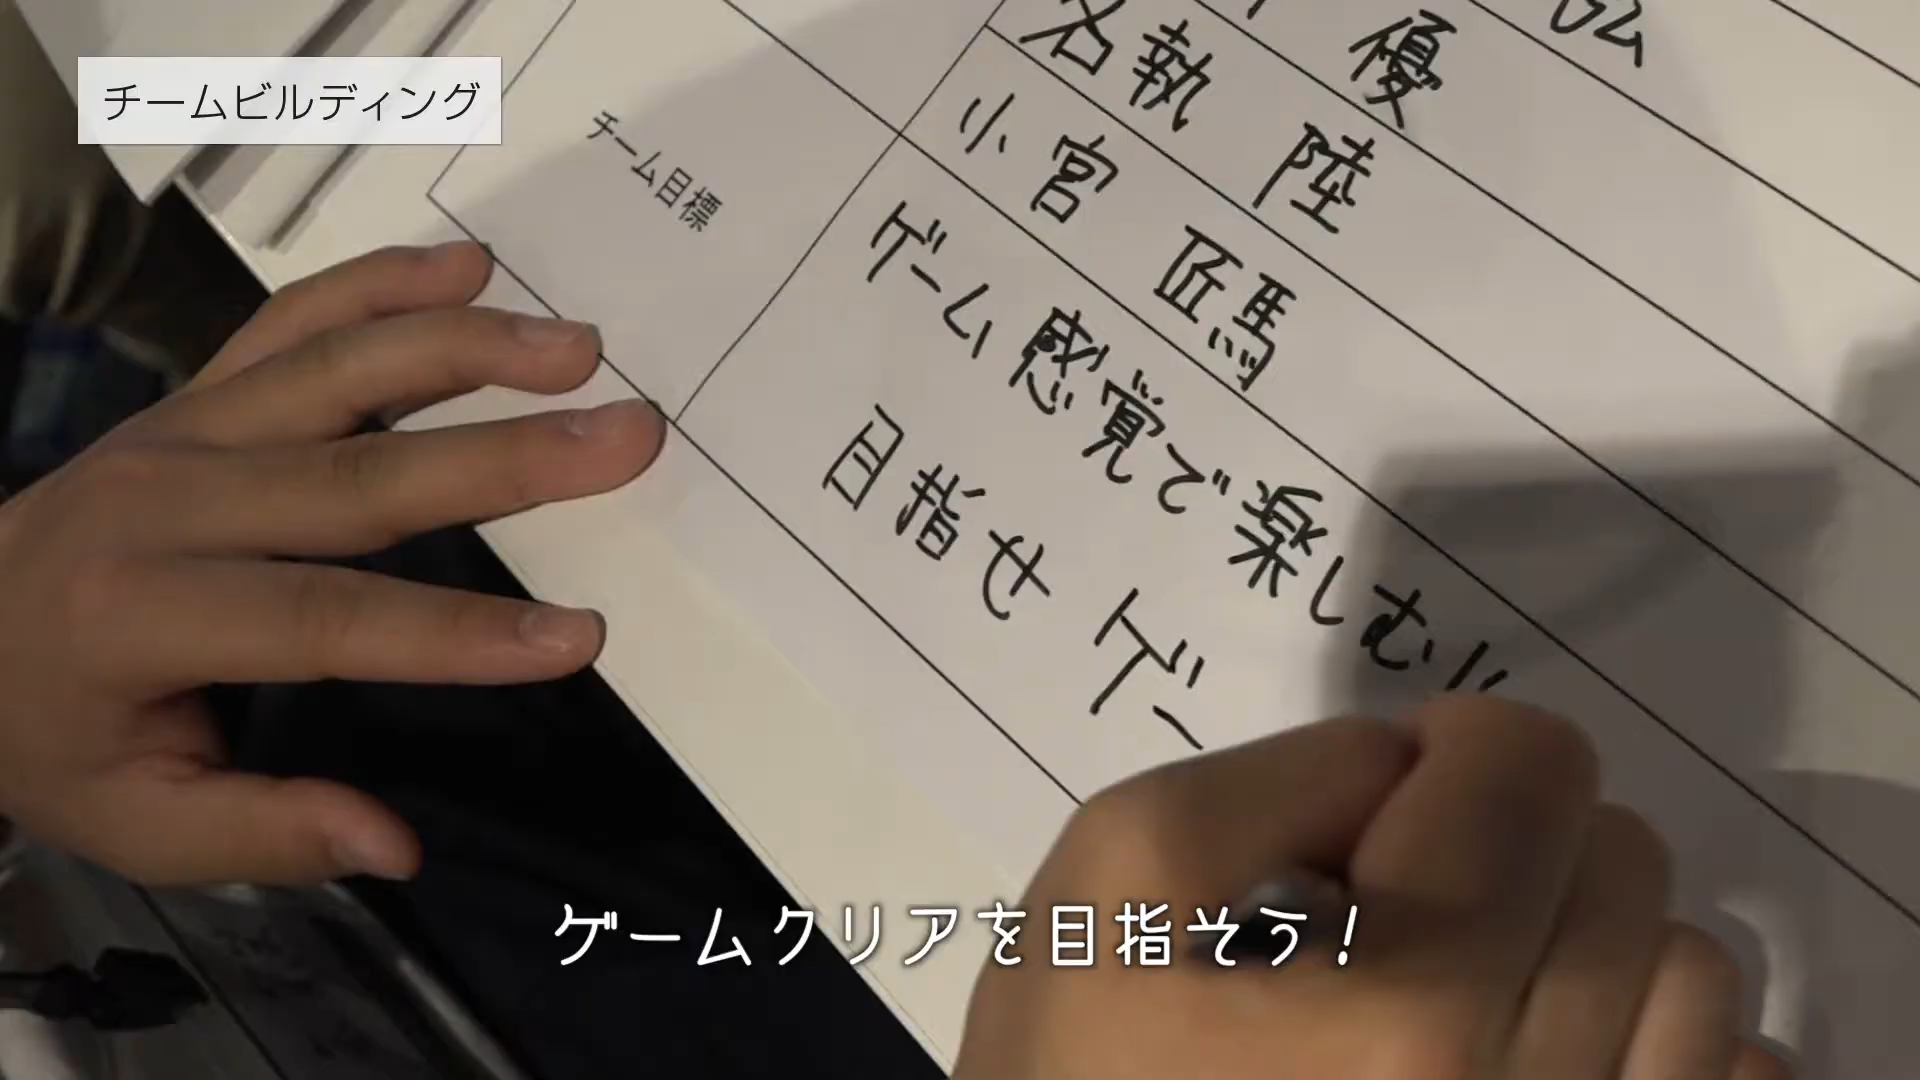 チームビルディング
優
名執 陸
小宮 匠馬
チーム目標
ゲーム感覚で楽しむ!!
目指せ ゲー
ゲームクリアを目指そう!